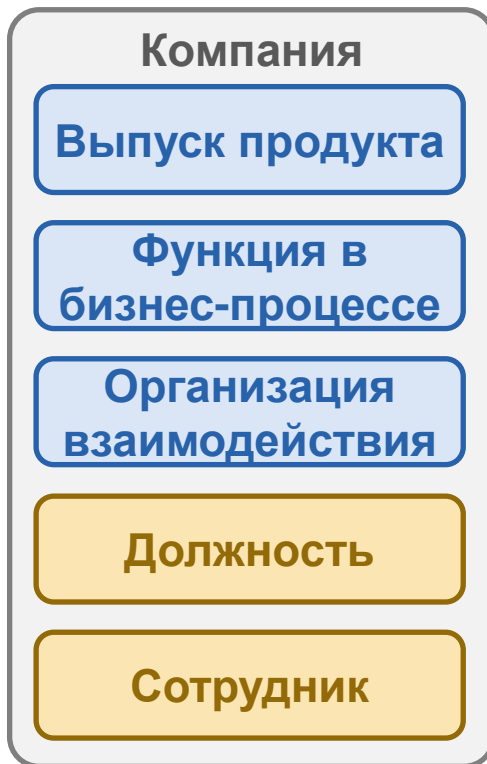 Компания
Выпуск продукта
Функция в
бизнес-процессе
Организация
взаимодействия
Должность
Сотрудник